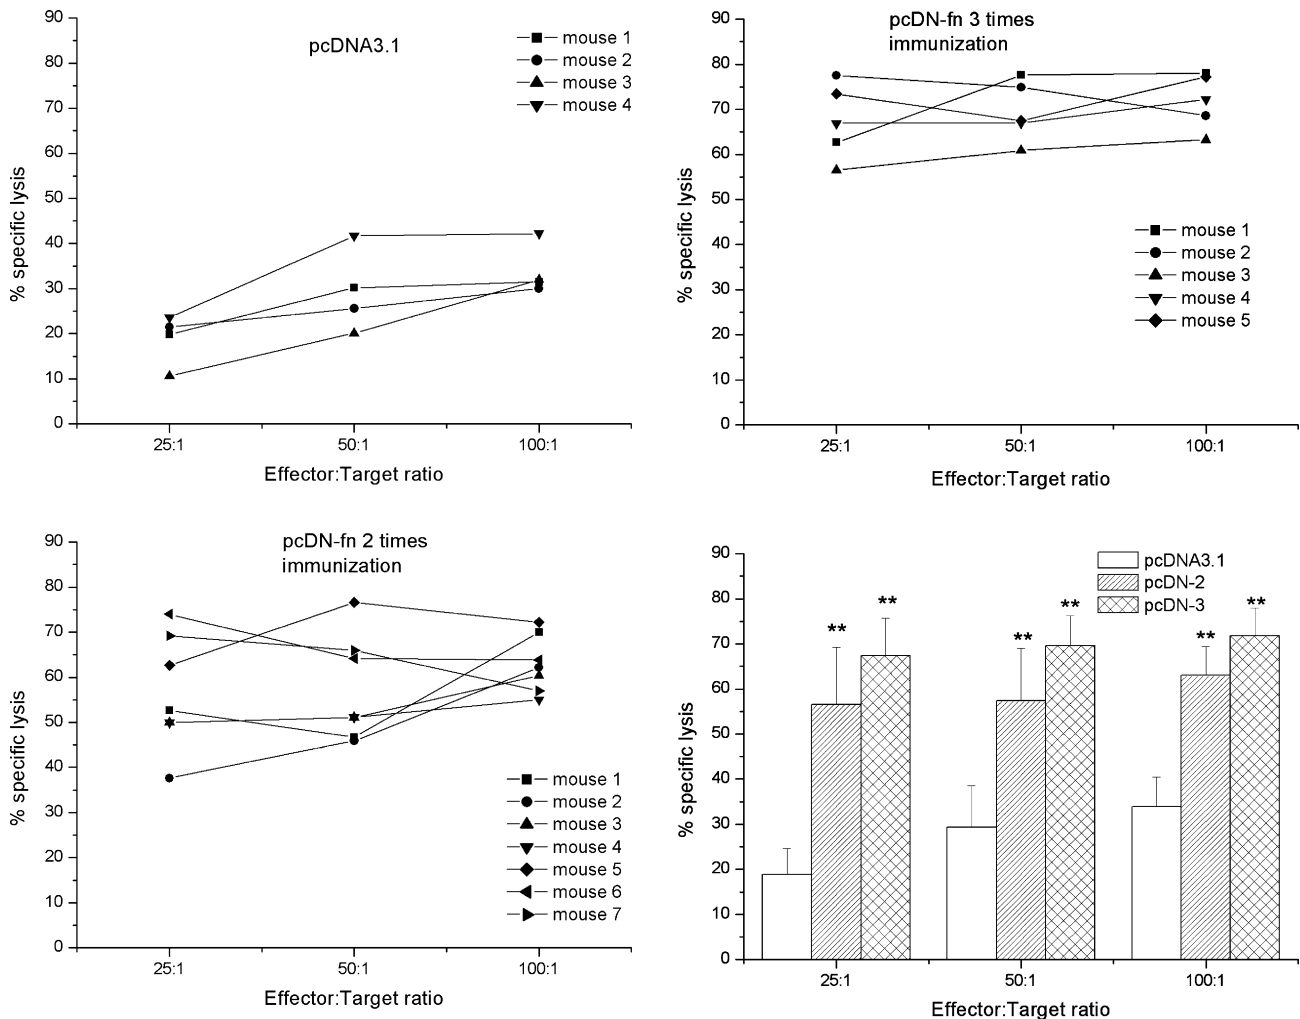 pcDNA3.1
mouse 1
mouse 2
mouse 3
mouse 4
90
80
70
60
50
40
30
20
10
0
% specific lysis
25:1
50:1
100:1
Effector:Target ratio
pcDN-fn 3 times
immunization
90
80
70
60
50
40
30
20
10
0
% specific lysis
mouse 1
mouse 2
mouse 3
mouse 4
mouse 5
25:1
50:1
100:1
Effector:Target ratio
pcDN-fn 2 times
immunization
90
80
70
60
50
40
30
20
10
0
% specific lysis
mouse 1
mouse 2
mouse 3
mouse 4
mouse 5
mouse 6
mouse 7
25:1
50:1
100:1
Effector:Target ratio
pcDNA3.1
pcDN-2
pcDN-3
90
80
70
60
50
40
30
20
10
0
% specific lysis
**
**
**
**
**
**
25:1
50:1
100:1
Effector:Target ratio